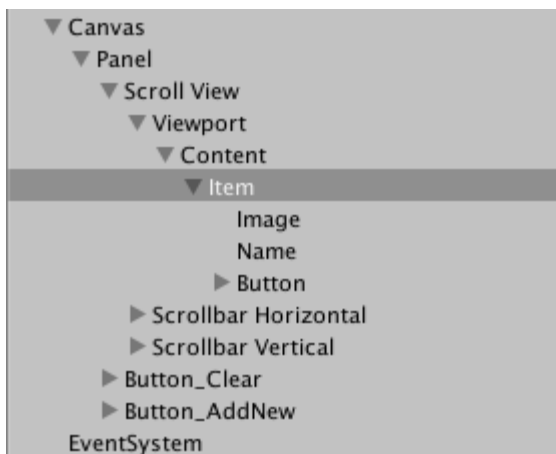 Canvas
Panel
Scroll View
Viewport
Content
Item
Image
Name
Button
Scrollbar Horizontal
Scrollbar Vertical
Button_Clear
Button_AddNew
EventSystem